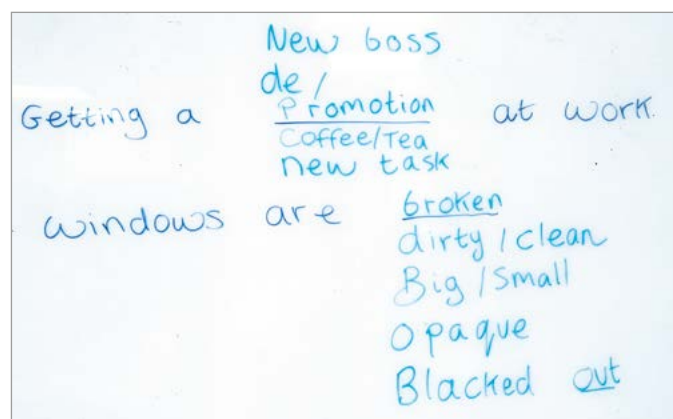 New boss
de/
Getting a Promotion at work.
Coffee/Tea
new task
windows are broken
dirty/clean
Big/Small
Opaque
Blacked out